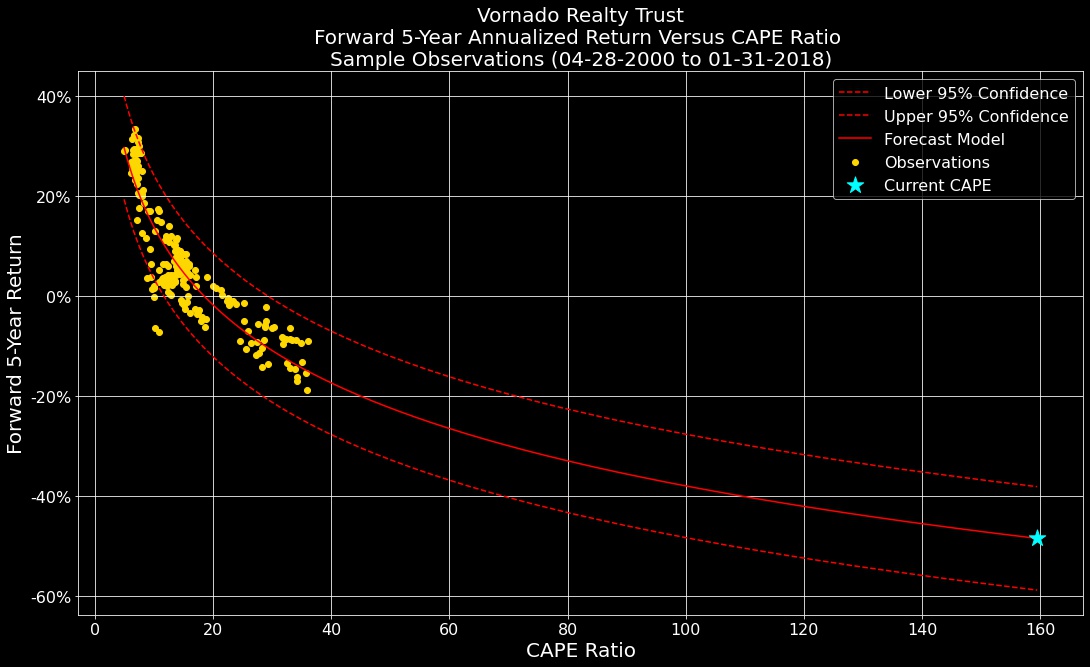 Vornado Realty Trust
Forward 5-Year Annualized Return Versus CAPE Ratio
Sample Observations (04-28-2000 to 01-31-2018)
Lower 95% Confidence
Upper 95% Confidence
Forecast Model
Observations
Current CAPE
Forward 5-Year Return
40%
20%
0%
-20%
-40%
-60%
0 20 40 60 80 100 120 140 160
CAPE Ratio